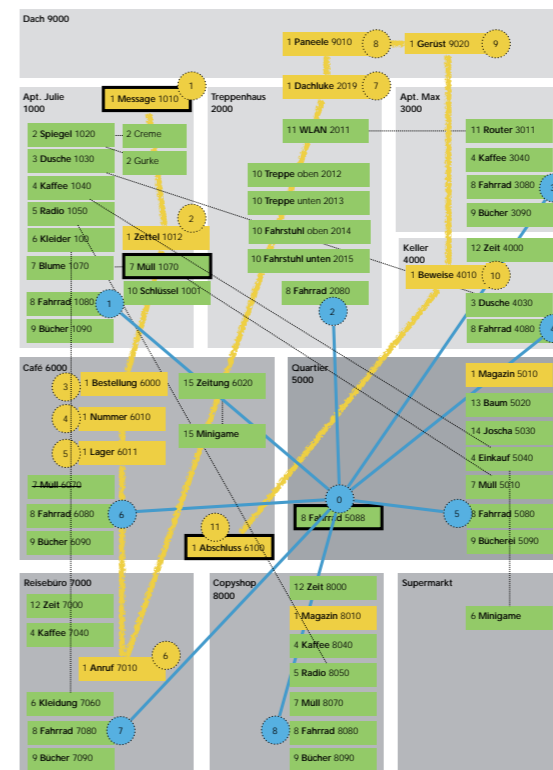 Dach 9000
1 Paneele 9010
8
1 Gerüst 9020
9
Apt. Julie
1000
1
1 Message 1010
2 Spiegel 1020
2 Creme
3 Dusche 1030
2 Gurke
4 Kaffee 1040
5 Radio 1050
2
6 Kleider 100
1 Zettel 1012
7 Blume 1070
7 Müll 1070
10 Schlüssel 1001
8 Fahrrad 1080
1
9 Bücher 1090
Treppenhaus
2000
1 Dachluke 2019
7
11 WLAN 2011
10 Treppe oben 2012
10 Treppe unten 2013
10 Fahrstuhl oben 2014
10 Fahrstuhl unten 2015
8 Fahrrad 2080
2
Apt. Max
3000
11 Router 3011
4 Kaffee 3040
8 Fahrrad 3080
9 Bücher 3090
Keller
4000
12 Zeit 4000
1 Beweise 4010
10
3 Dusche 4030
8 Fahrrad 4080
4
Café 6000
3
1 Bestellung 6000
4
1 Nummer 6010
5
1 Lager 6011
15 Zeitung 6020
15 Minigame
7 Müll 6070
8 Fahrrad 6080
6
9 Bücher 6090
11
1 Abschluss 6100
Quartier
5000
1 Magazin 5010
13 Baum 5020
14 Joscha 5030
4 Einkauf 5040
7 Müll 5010
0
8 Fahrrad 5088
5
8 Fahrrad 5080
9 Bücherei 5090
Reisebüro 7000
12 Zeit 7000
4 Kaffee 7040
1 Anruf 7010
6
6 Kleidung 7060
8 Fahrrad 7080
7
9 Bücher 7090
Copyshop
8000
12 Zeit 8000
1 Magazin 8010
4 Kaffee 8040
5 Radio 8050
7 Müll 8070
8
8 Fahrrad 8080
9 Bücher 8090
Supermarkt
6 Minigame